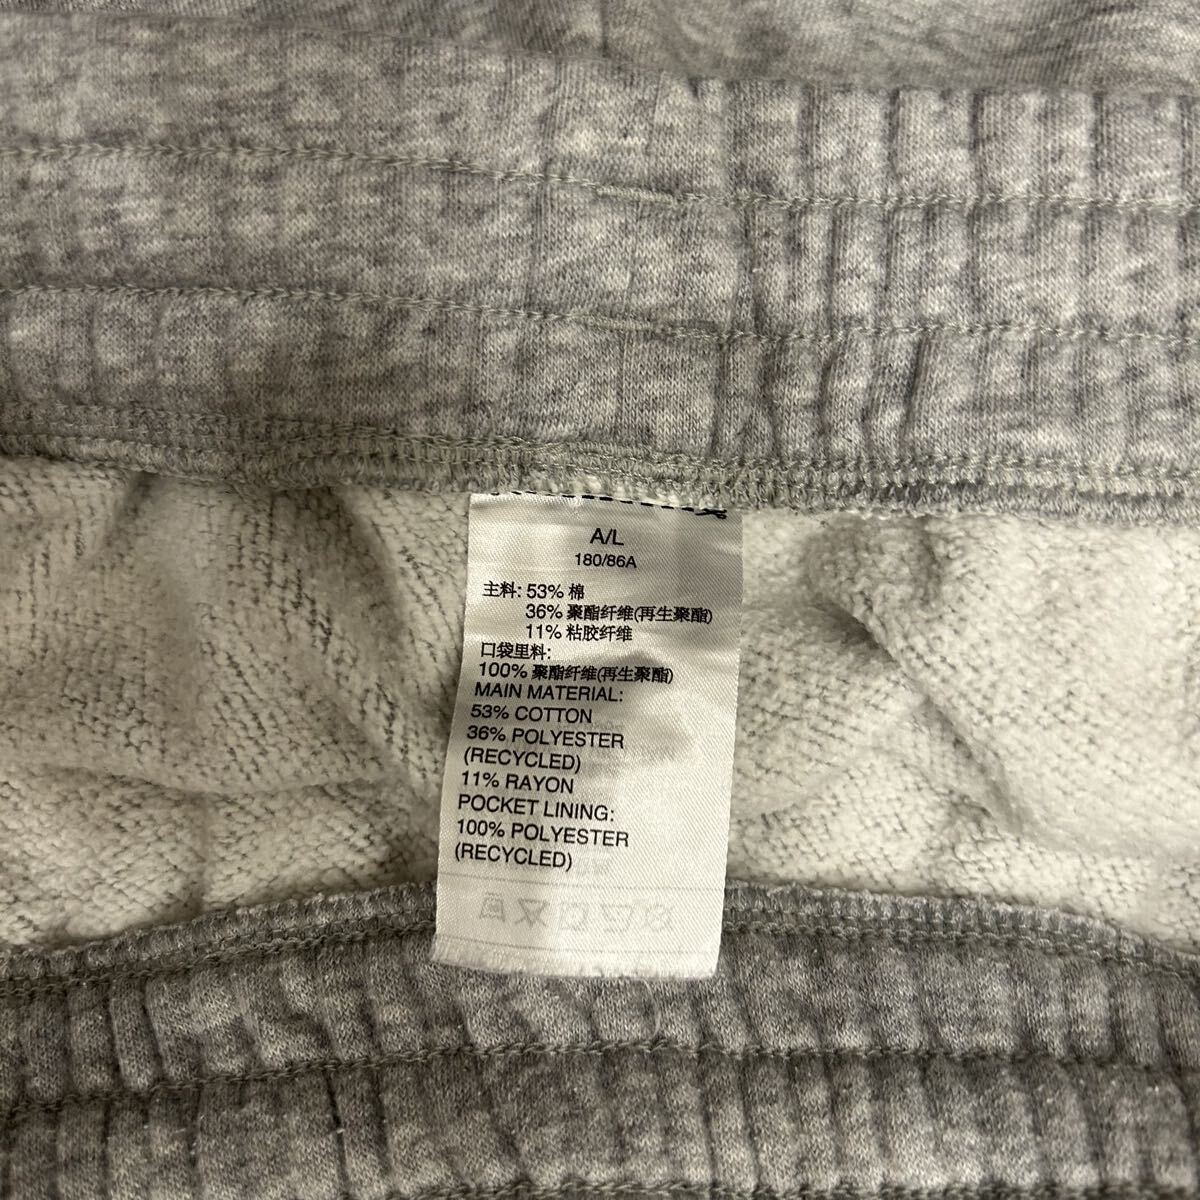 A/L
180/86A
主料: 53% 棉
36% 聚酯纤维(再生聚酯)
11% 粘胶纤维
口袋里料:
100% 聚酯纤维(再生聚酯)
MAIN MATERIAL:
53% COTTON
36% POLYESTER
(RECYCLED)
11% RAYON
POCKET LINING:
100% POLYESTER
(RECYCLED)